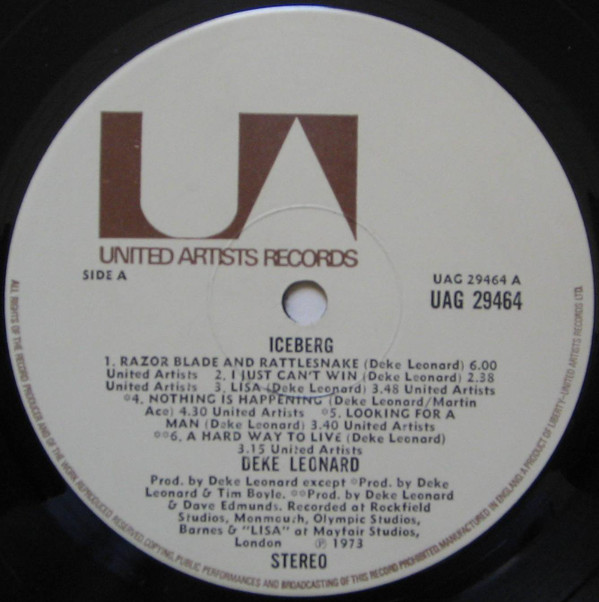 UA
UNITED ARTISTS RECORDS
SIDE A
UAG 29464 A
UAG 29464
ICEBERG
1. RAZOR BLADE AND RATTLESNAKE (Deke Leonard) 6.00
United Artists 2. I JUST CAN'T WIN (Deke Leonard) 2.38
United Artists 3. LISA (Deke Leonard) 3.48 United Artists
*4. NOTHING IS HAPPENING (Deke Leonard/Martin
Ace) 4.30 United Artists *5. LOOKING FOR A
MAN (Deke Leonard) 3.40 United Artists
**6. A HARD WAY TO LIVE (Deke Leonard)
3.15 United Artists
DEKE LEONARD
Prod. by Deke Leonard except *Prod. by Deke
Leonard & Tim Boyle. **Prod. by Deke Leonard
& Dave Edmunds. Recorded at Rockfield
Studios, Monmouth, Olympic Studios,
Barnes & "LISA" at Mayfair Studios,
London ℗ 1973
STEREO
ALL RIGHTS OF THE RECORD PRODUCER AND OF THE WORK REPRODUCED RESERVED. COPYING, PUBLIC PERFORMANCES AND BROADCASTING OF THIS RECORD PROHIBITED. MANUFACTURED IN ENGLAND. A PRODUCT OF LIBERTY-UNITED ARTISTS RECORDS LTD.